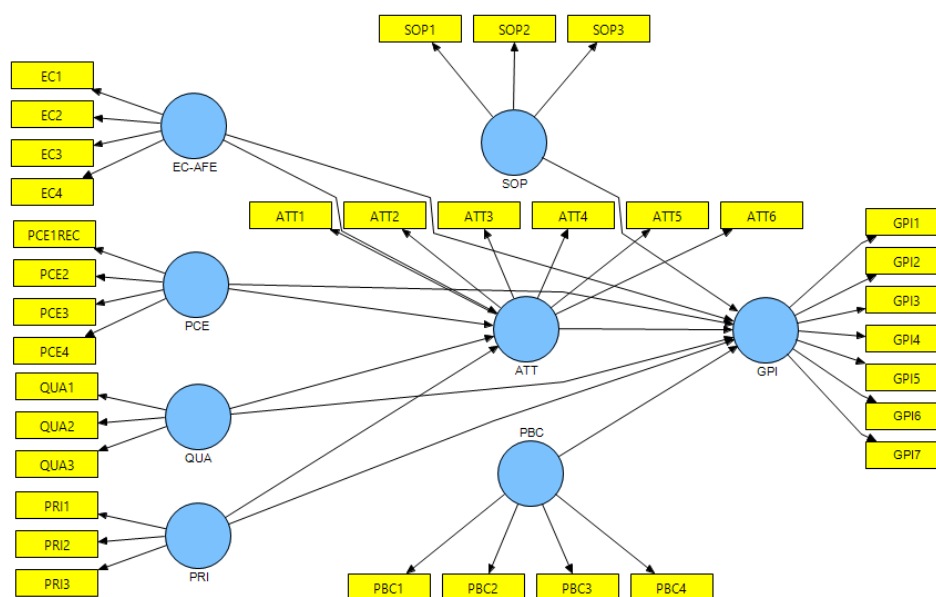 SOP1
SOP2
SOP3
EC1
EC2
EC3
EC4
EC-AFE
SOP
ATT1
ATT2
ATT3
ATT4
ATT5
ATT6
PCE1REC
PCE2
PCE3
PCE4
PCE
ATT
GPI
GPI1
GPI2
GPI3
GPI4
GPI5
GPI6
GPI7
QUA1
QUA2
QUA3
QUA
PBC
PRI1
PRI2
PRI3
PRI
PBC1
PBC2
PBC3
PBC4